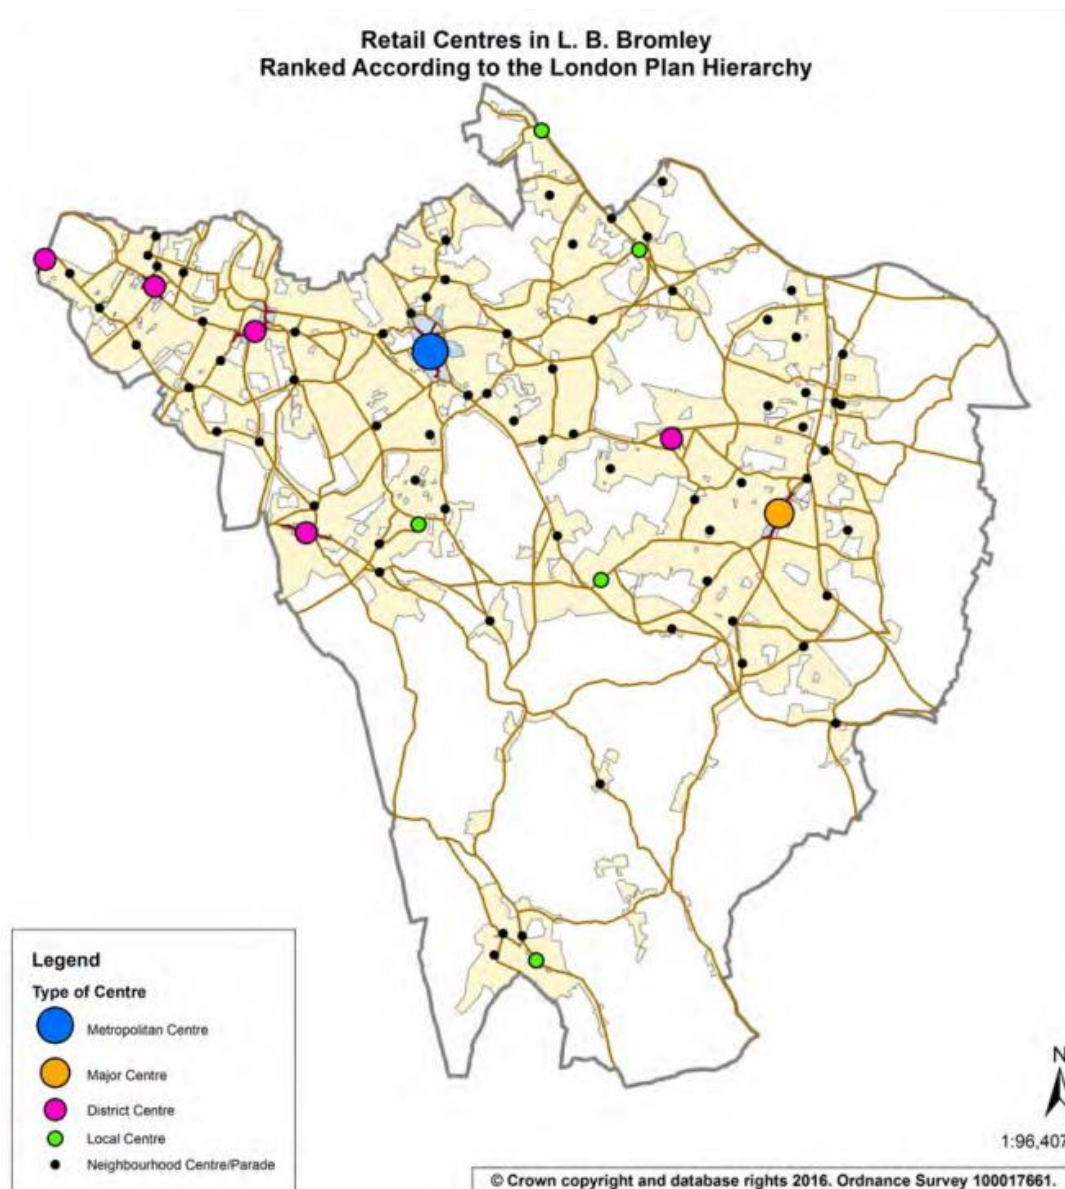 Retail Centres in L. B. Bromley
Ranked According to the London Plan Hierarchy
Legend
Type of Centre
Metropolitan Centre
Major Centre
District Centre
Local Centre
Neighbourhood Centre/Parade
N
1:96,407
© Crown copyright and database rights 2016. Ordnance Survey 100017661.